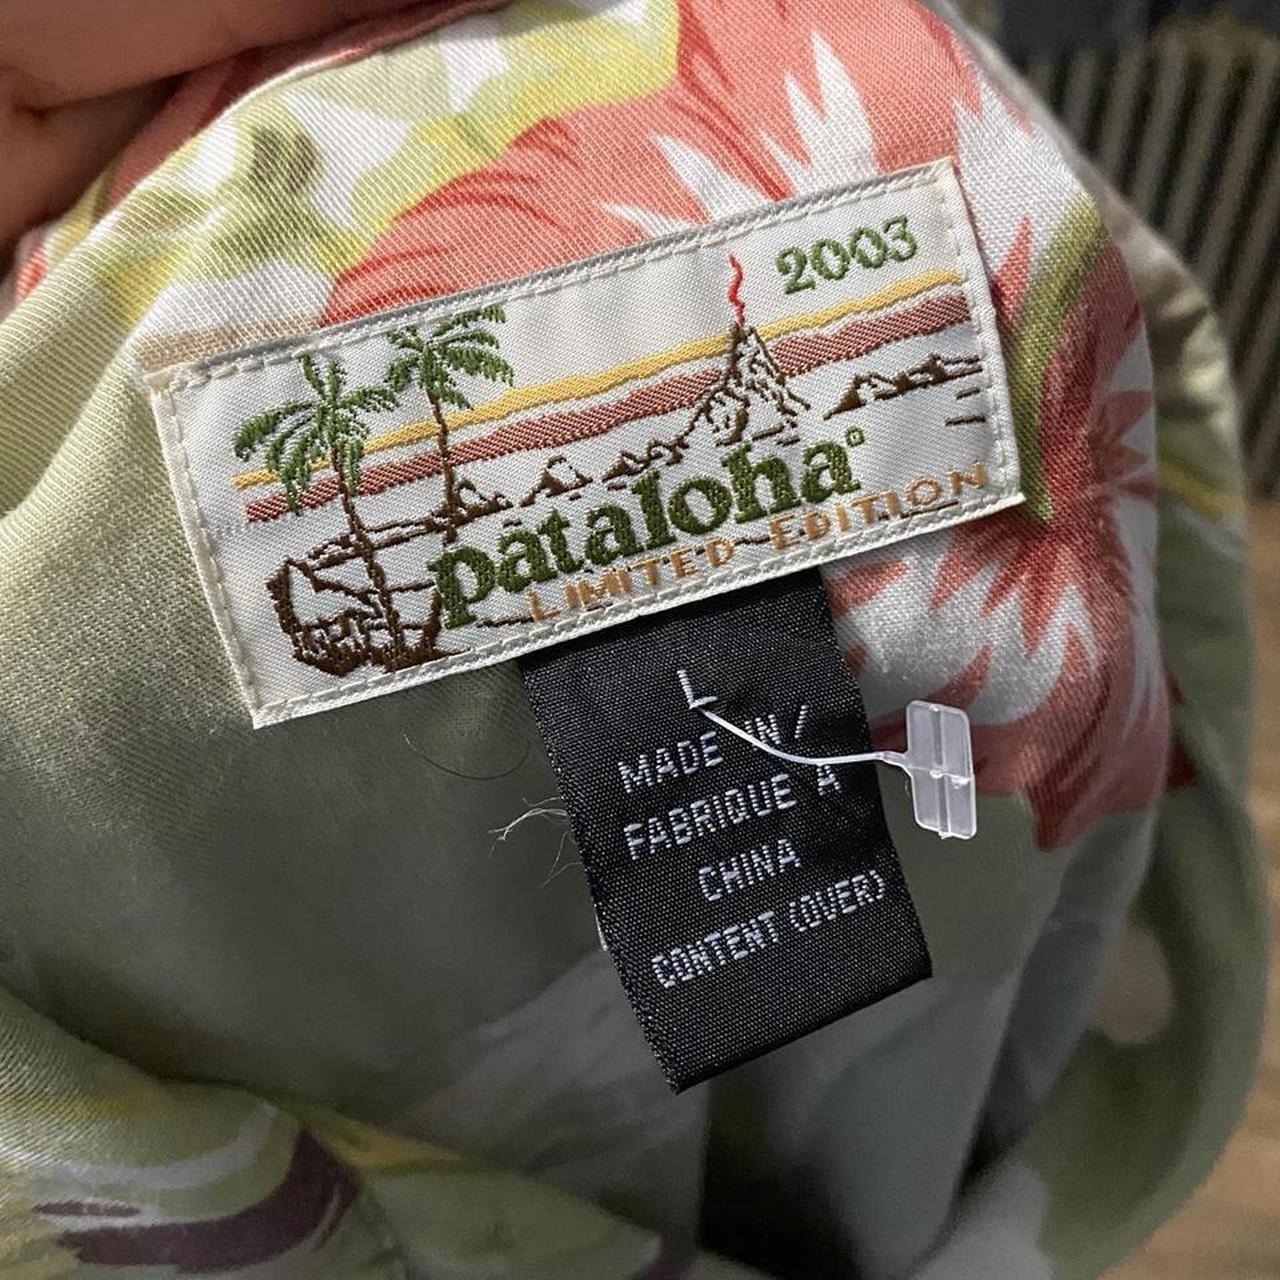 2003
pataloha®
LIMITED EDITION
L
MADE IN /
FABRIQUE A
CHINA
CONTENT (OVER)